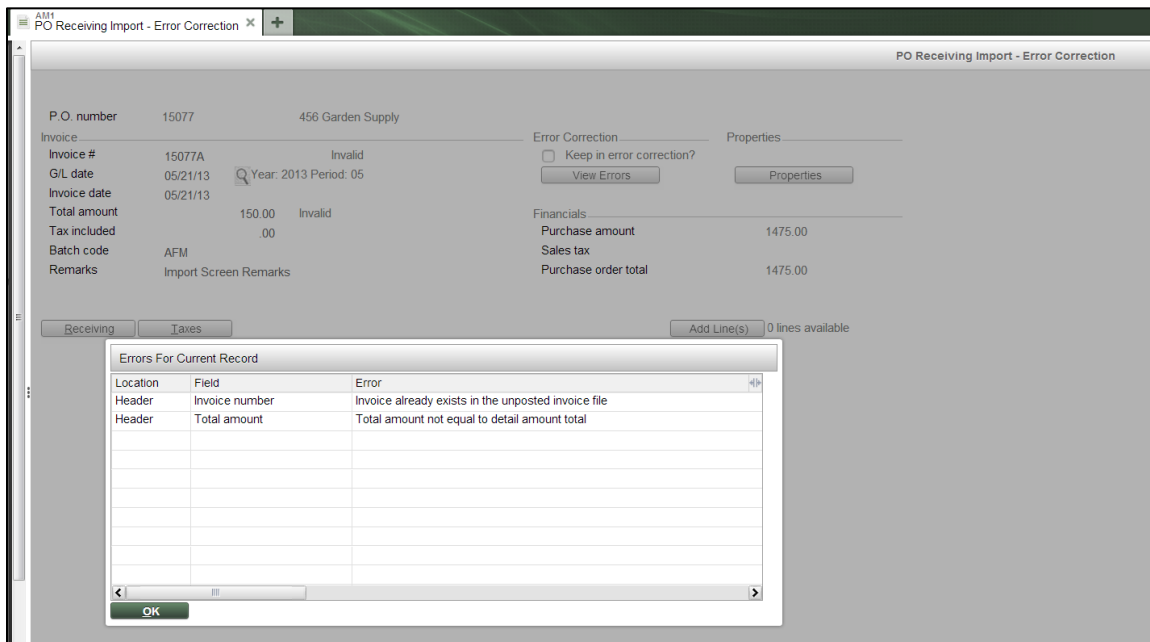 AM1
PO Receiving Import - Error Correction × +
PO Receiving Import - Error Correction
P.O. number 15077 456 Garden Supply
Invoice Error Correction Properties
Invoice # 15077A Invalid Keep in error correction?
G/L date 05/21/13 Year: 2013 Period: 05 View Errors Properties
Invoice date 05/21/13
Total amount 150.00 Invalid Financials
Tax included .00 Purchase amount 1475.00
Batch code AFM Sales tax
Remarks Import Screen Remarks Purchase order total 1475.00
Receiving Taxes Add Line(s) 0 lines available
Errors For Current Record
Location Field Error
Header Invoice number Invoice already exists in the unposted invoice file
Header Total amount Total amount not equal to detail amount total
OK